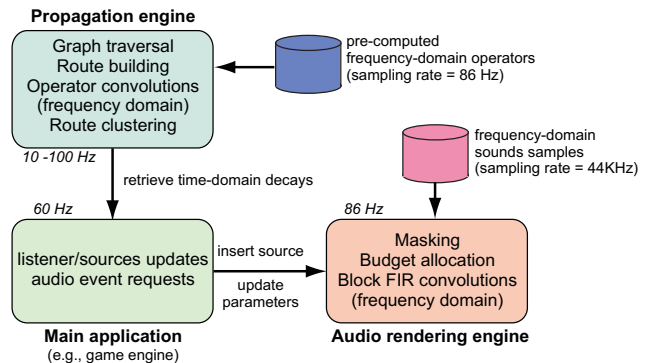 Propagation engine
Graph traversal
Route building
Operator convolutions
(frequency domain)
Route clustering
pre-computed
frequency-domain operators
(sampling rate = 86 Hz)
10 -100 Hz
retrieve time-domain decays
frequency-domain
sounds samples
(sampling rate = 44KHz)
60 Hz
listener/sources updates
audio event requests
insert source
update
parameters
86 Hz
Masking
Budget allocation
Block FIR convolutions
(frequency domain)
Main application
(e.g., game engine)
Audio rendering engine